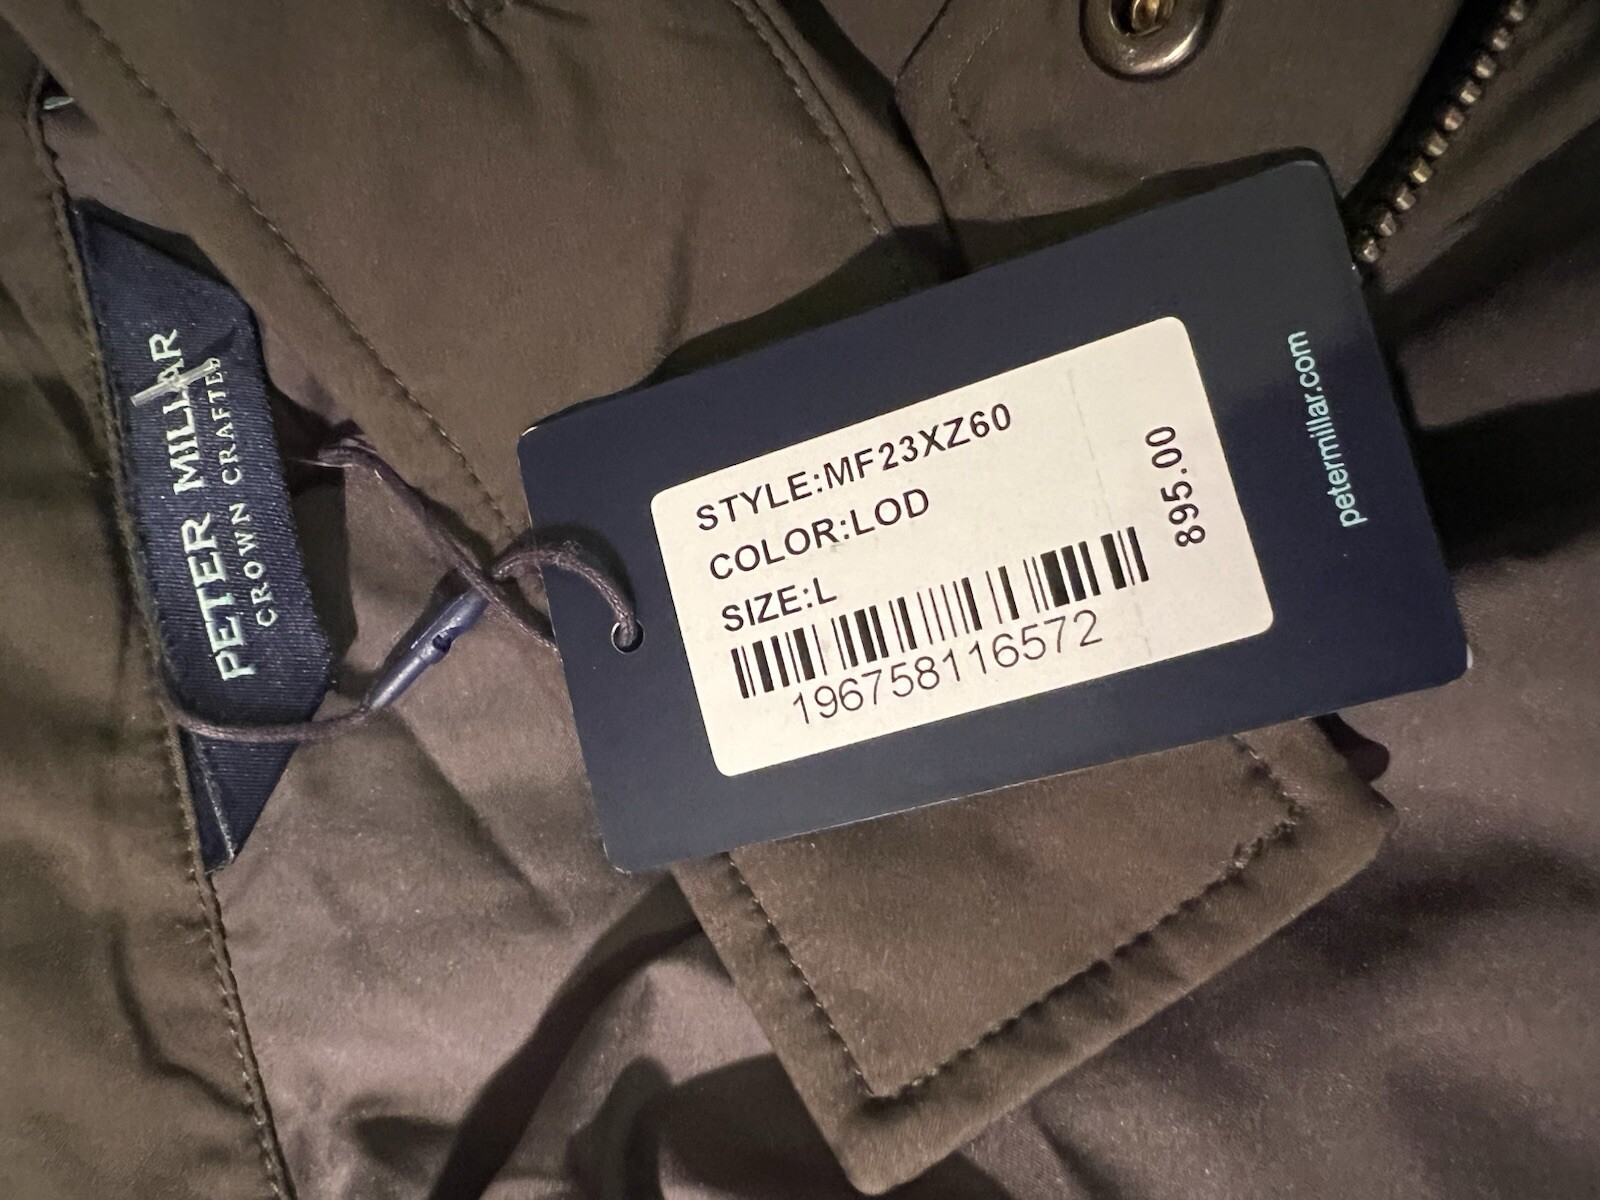 PETER MILLAR
CROWN CRAFTED
STYLE:MF23XZ60
COLOR:LOD
SIZE:L
196758116572
895.00
petermillar.com